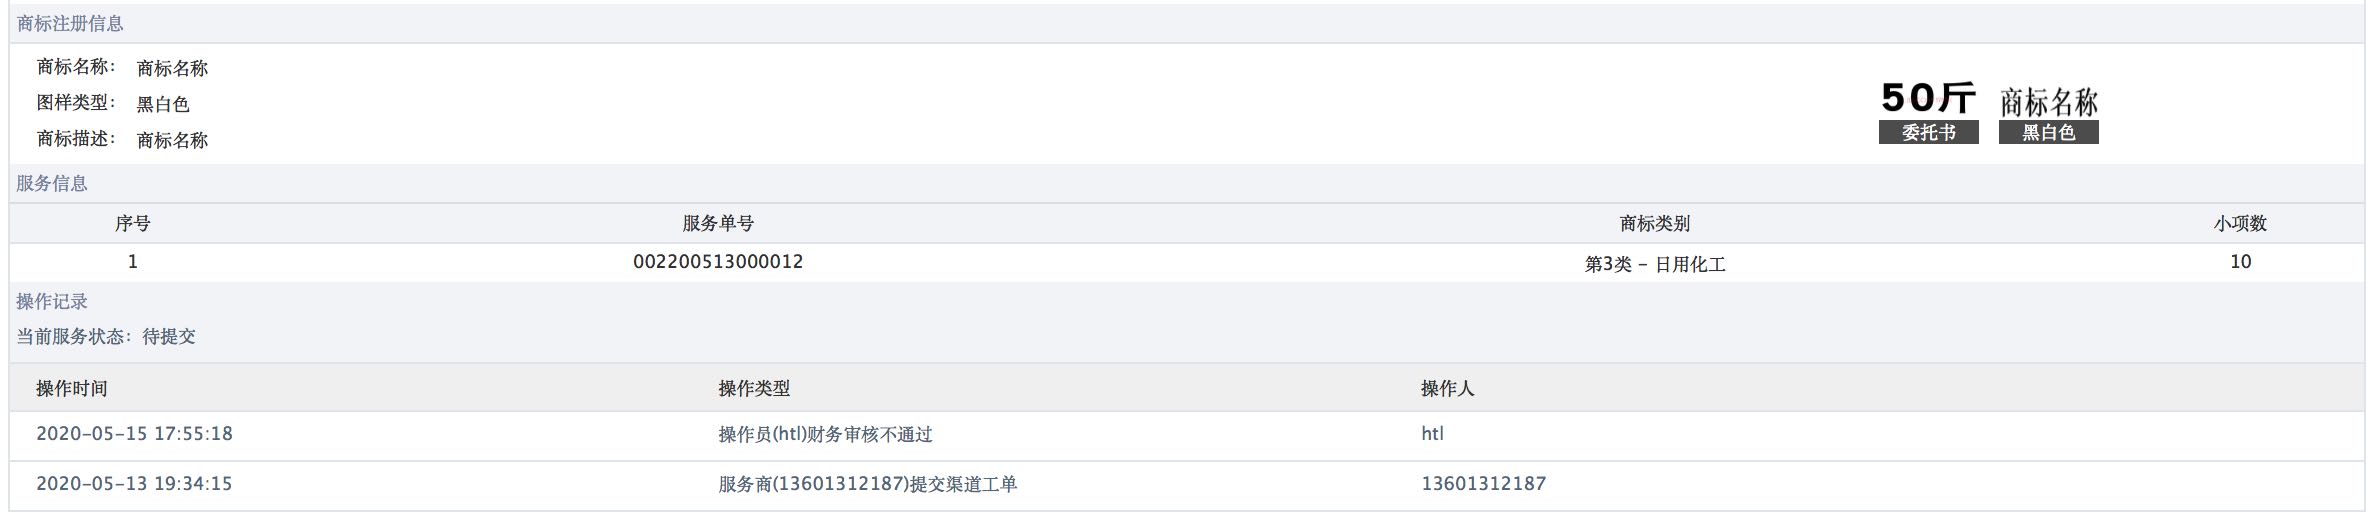 商标注册信息
商标名称： 商标名称
图样类型： 黑白色
商标描述： 商标名称
50斤 商标名称
委托书 黑白色
服务信息
序号 服务单号 商标类别 小项数
1 002200513000012 第3类 – 日用化工 10
操作记录
当前服务状态：待提交
操作时间 操作类型 操作人
2020-05-15 17:55:18 操作员(htl)财务审核不通过 htl
2020-05-13 19:34:15 服务商(13601312187)提交渠道工单 13601312187